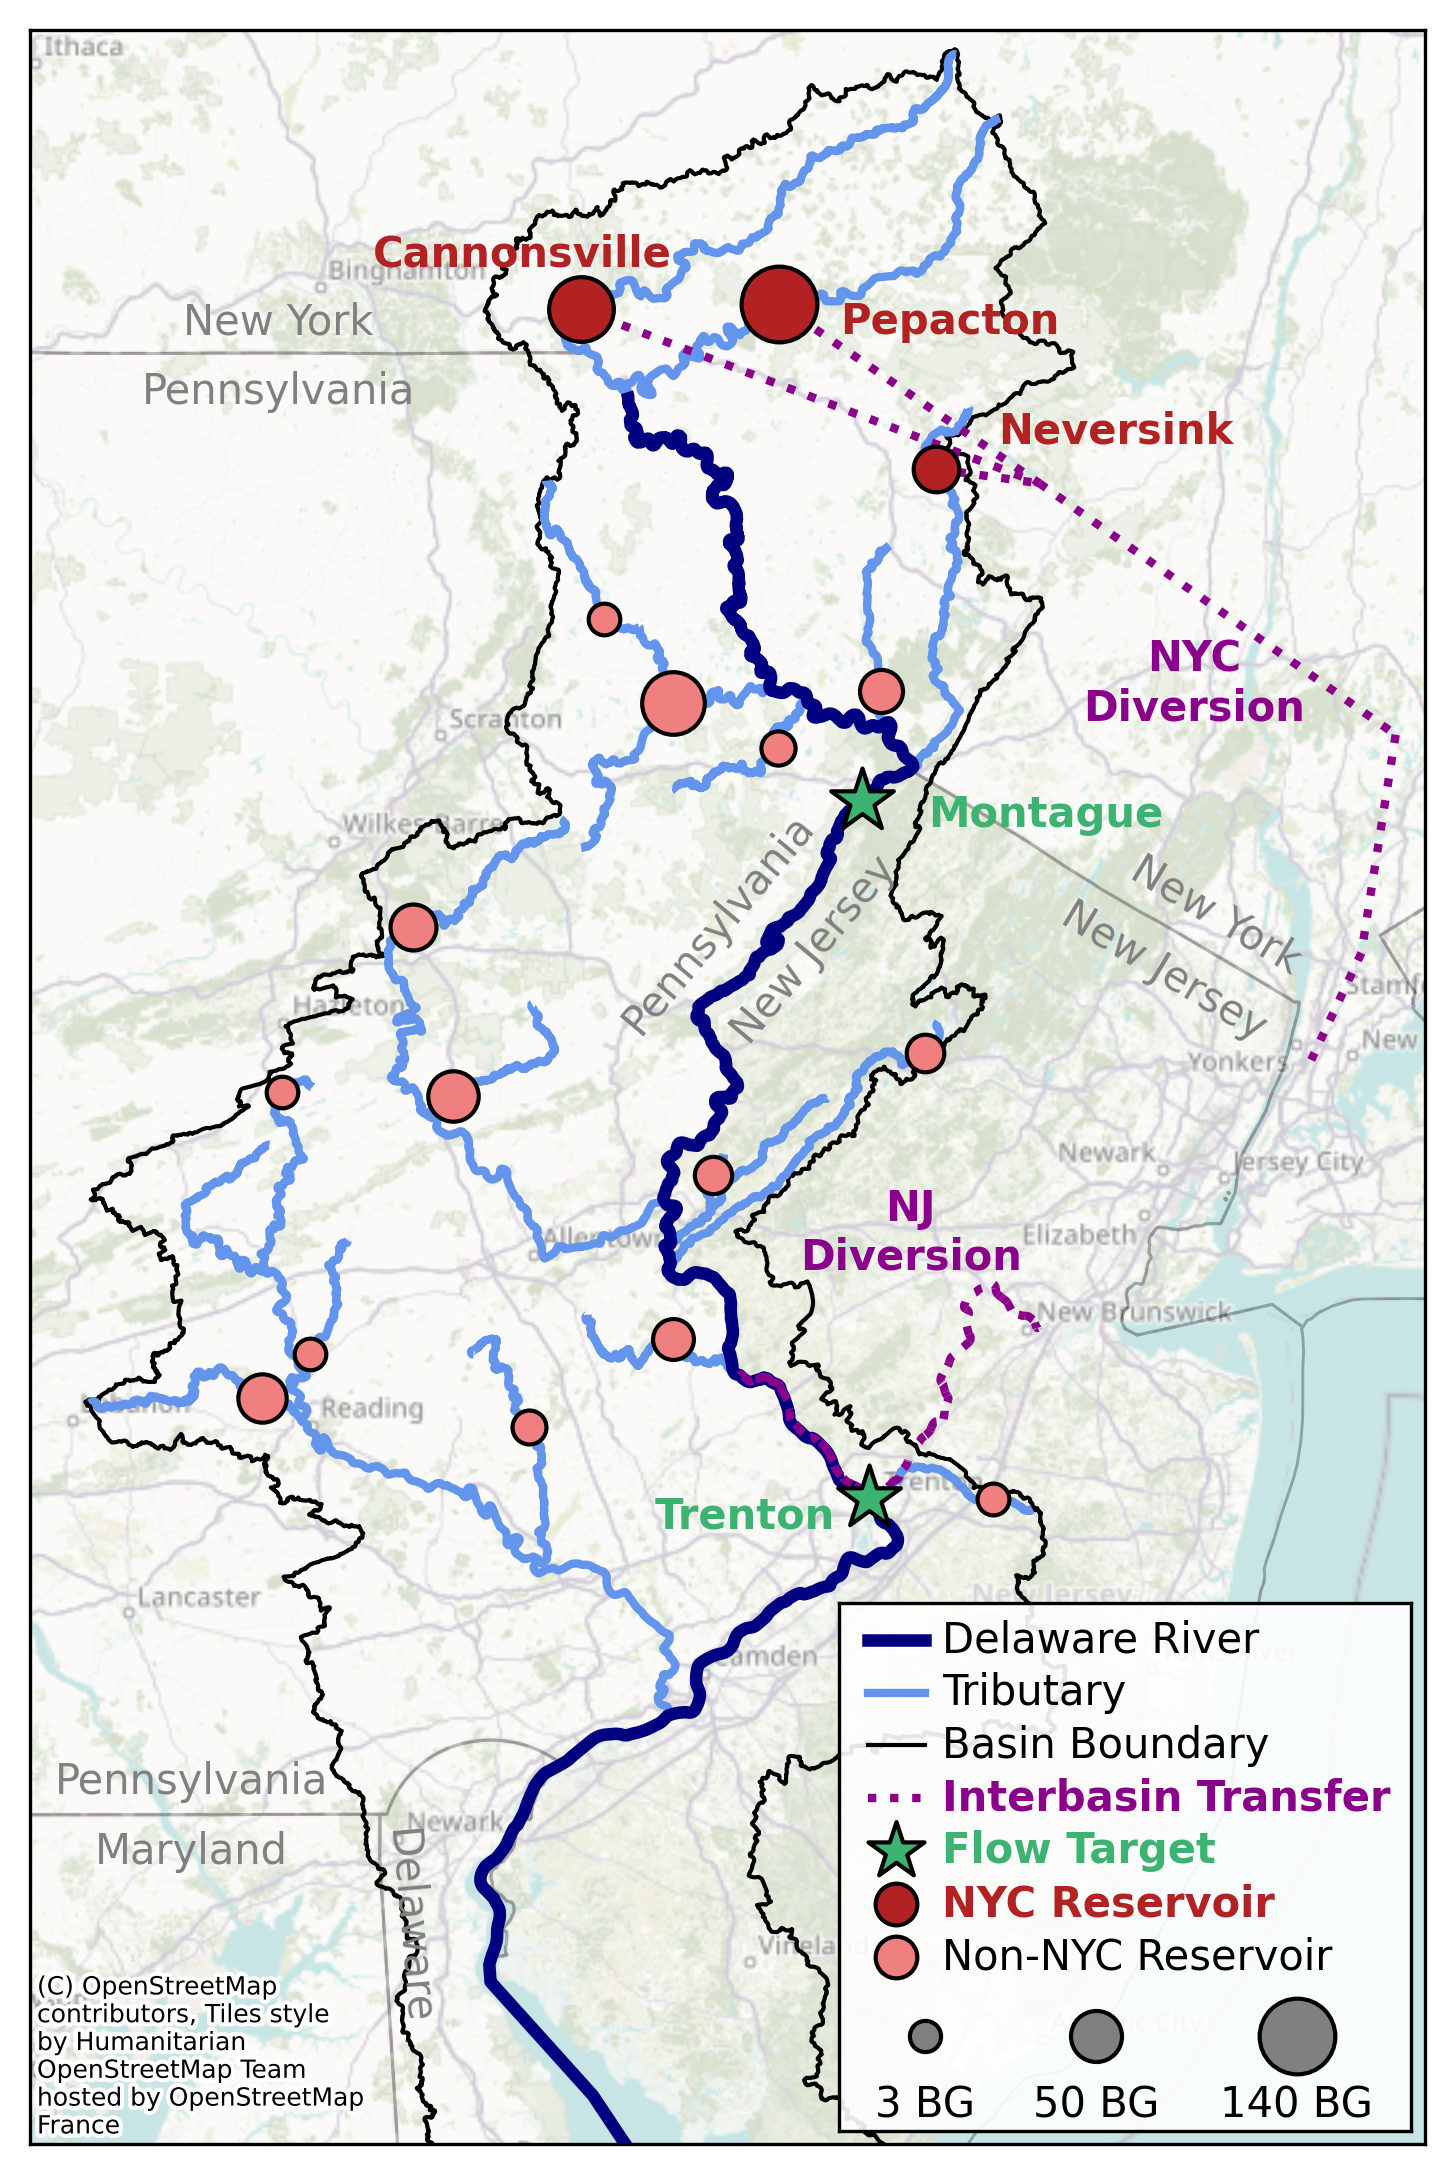 Ithaca
Cannonsville
Binghamton
New York
Pennsylvania
Pepacton
Neversink
NYC
Diversion
Scranton
Montague
Wilkes-Barre
Pennsylvania
New Jersey
New York
New Jersey
Hazleton
Stamf
New
Yonkers
Newark
Jersey City
NJ
Diversion
Elizabeth
Allentown
New Brunswick
Lebanon
Reading
Trenton
Trenton
Lancaster
New Jersey
Camden
Pennsylvania
Maryland
Newark
Delaware
Vineland
Delaware River
Tributary
Basin Boundary
Interbasin Transfer
Flow Target
NYC Reservoir
Non-NYC Reservoir
3 BG
50 BG
140 BG
(C) OpenStreetMap
contributors, Tiles style
by Humanitarian
OpenStreetMap Team
hosted by OpenStreetMap
France